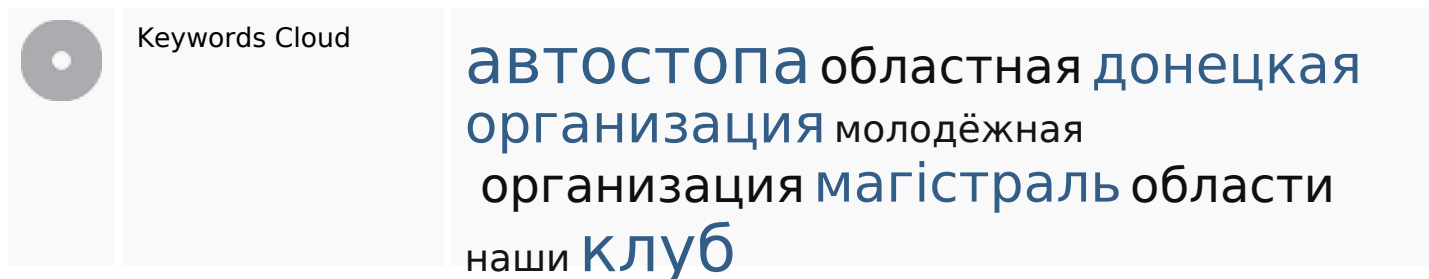 Keywords Cloud
автостопа областная донецкая
организация молодёжная
организация магістраль области
наши клуб